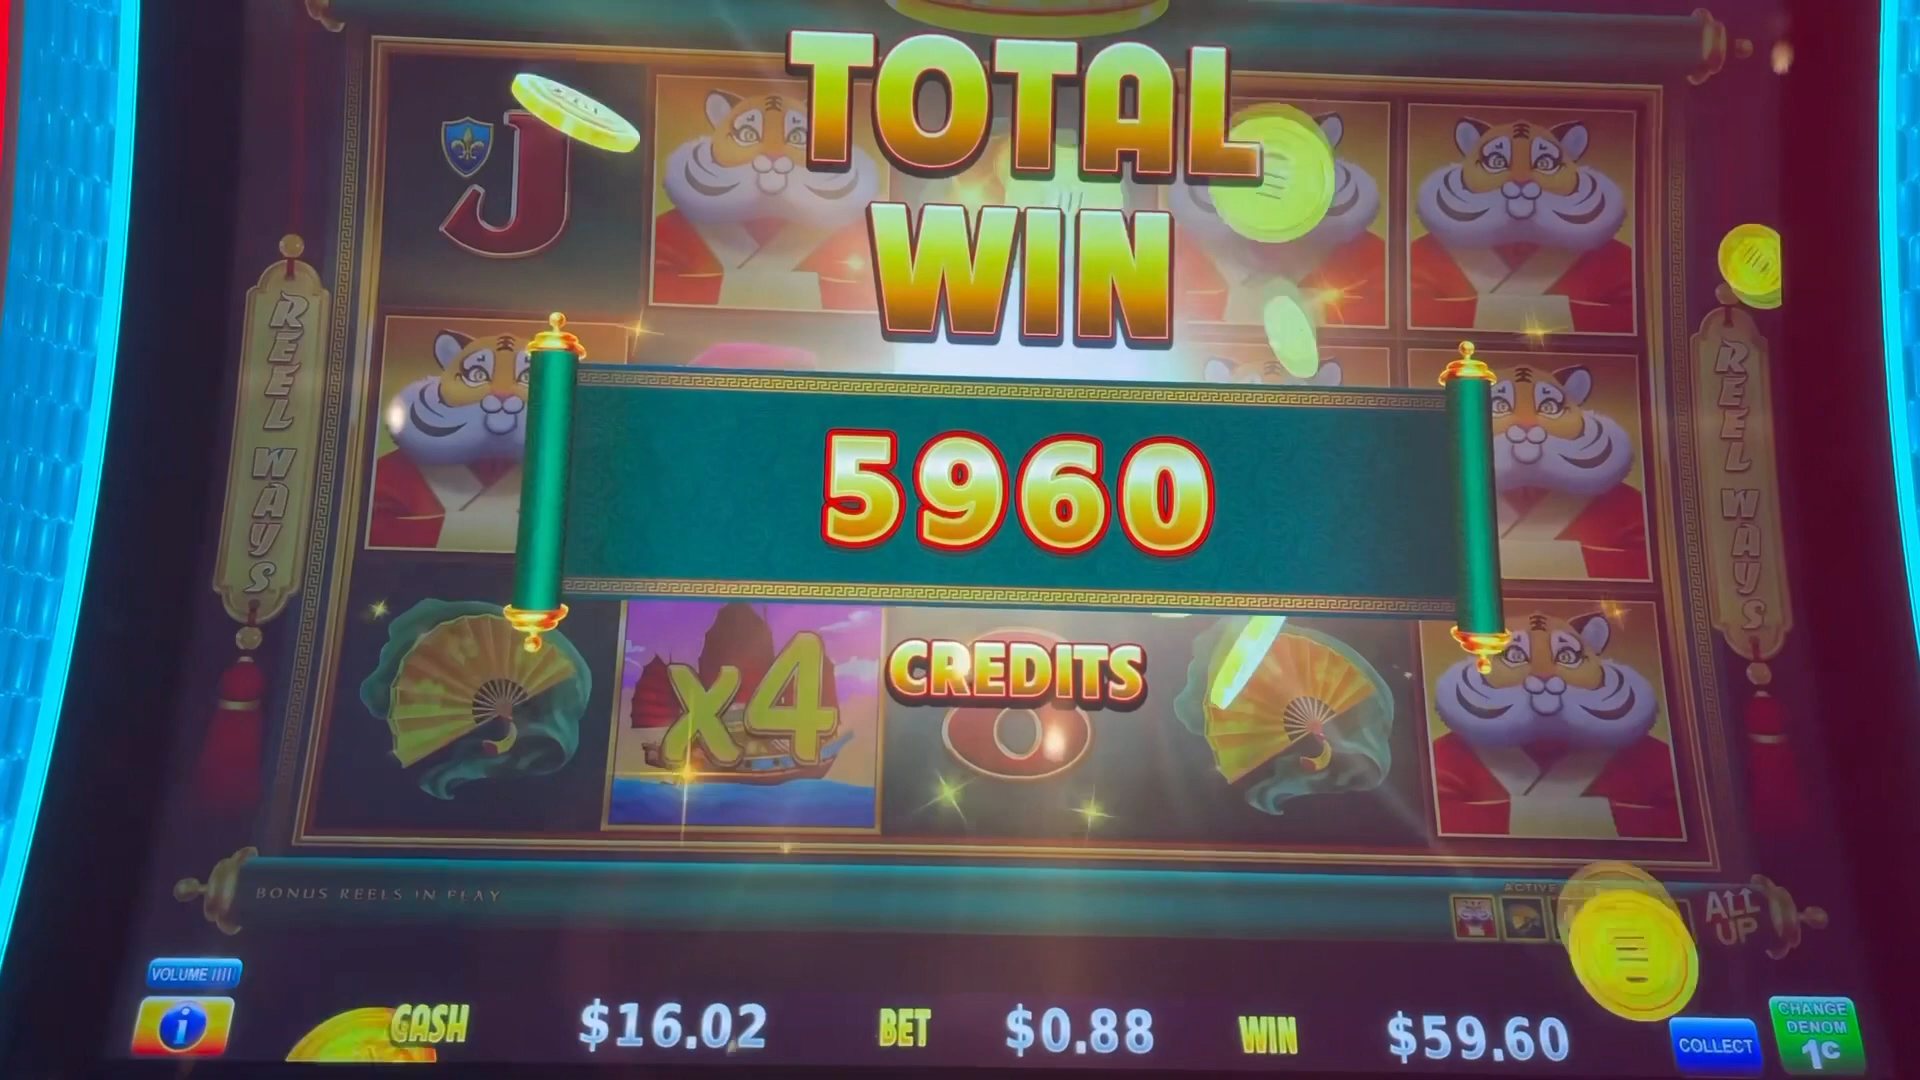 TOTAL
WIN
J
REEL WAYS
REEL WAYS
5960
x4
CREDITS
BONUS REELS IN PLAY
ACTIVE
ALL UP
VOLUME
i
CASH $16.02 BET $0.88 WIN $59.60
COLLECT
CHANGE
DENOM
1¢